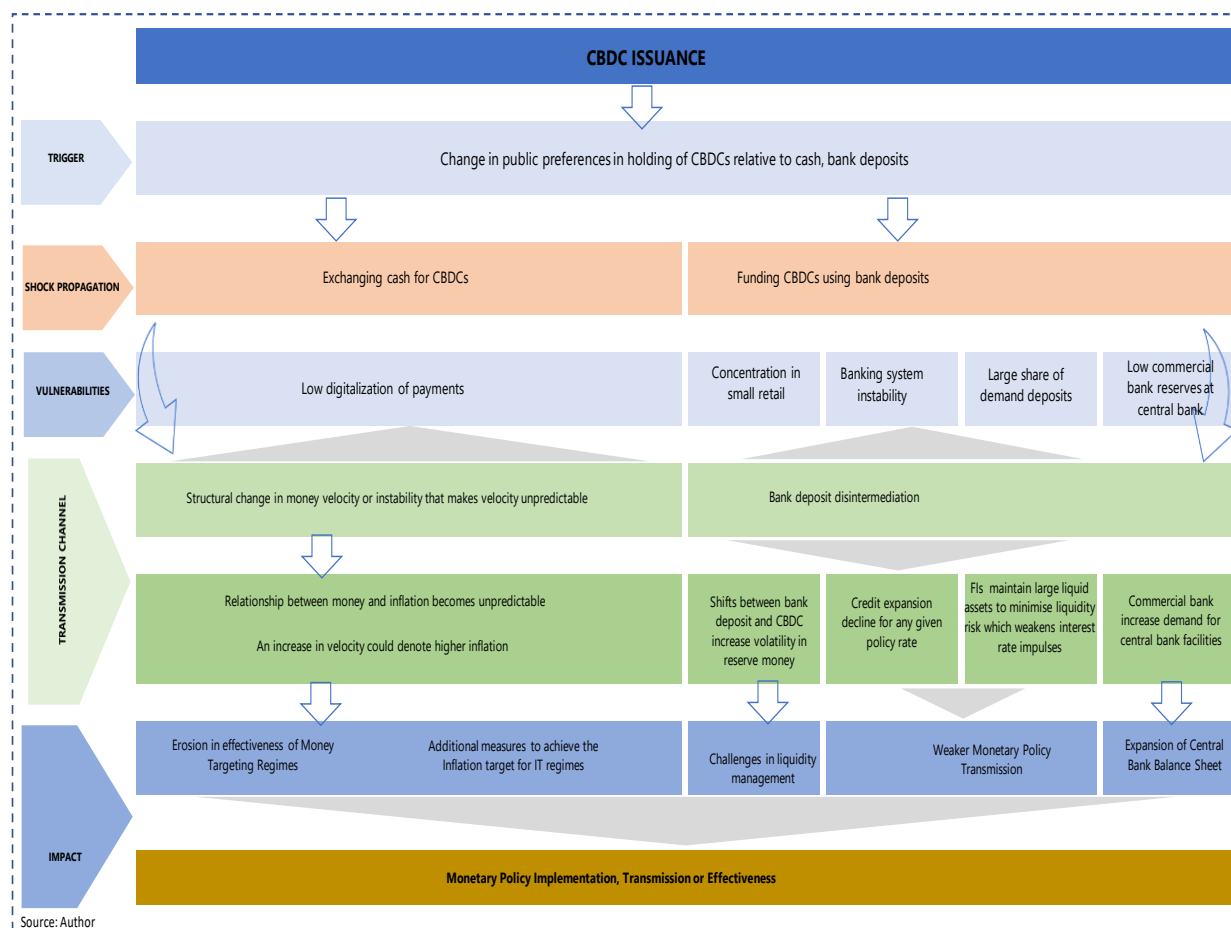 CBDC ISSUANCE
TRIGGER
Change in public preferences in holding of CBDCs relative to cash, bank deposits
SHOCK PROPAGATION
Exchanging cash for CBDCs
Funding CBDCs using bank deposits
VULNERABILITIES
Low digitalization of payments
Concentration in
small retail
Banking system
instability
Large share of
demand deposits
Low commercial
bank reserves at
central bank.
TRANSMISSION CHANNEL
Structural change in money velocity or instability that makes velocity unpredictable
Bank deposit disintermediation
Relationship between money and inflation becomes unpredictable
An increase in velocity could denote higher inflation
Shifts between bank
deposit and CBDC
increase volatility in
reserve money
Credit expansion
decline for any given
policy rate
FIs maintain large liquid
assets to minimise liquidity
risk which weakens interest
rate impulses
Commercial bank
increase demand for
central bank facilities
IMPACT
Erosion in effectiveness of Money
Targeting Regimes
Additional measures to achieve the
Inflation target for IT regimes
Challenges in liquidity
management
Weaker Monetary Policy
Transmission
Expansion of Central
Bank Balance Sheet
Monetary Policy Implementation, Transmission or Effectiveness
Source: Author